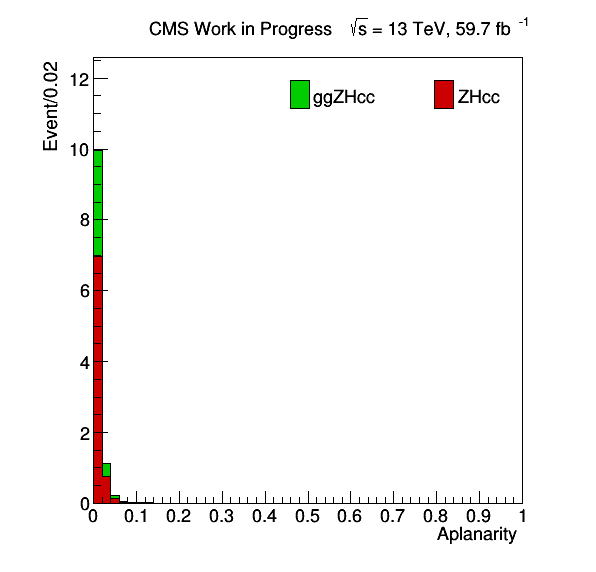 CMS Work in Progress √s = 13 TeV, 59.7 fb⁻¹
Event/0.02
ggZHcc ZHcc
12
10
8
6
4
2
0
0 0.1 0.2 0.3 0.4 0.5 0.6 0.7 0.8 0.9 1
Aplanarity